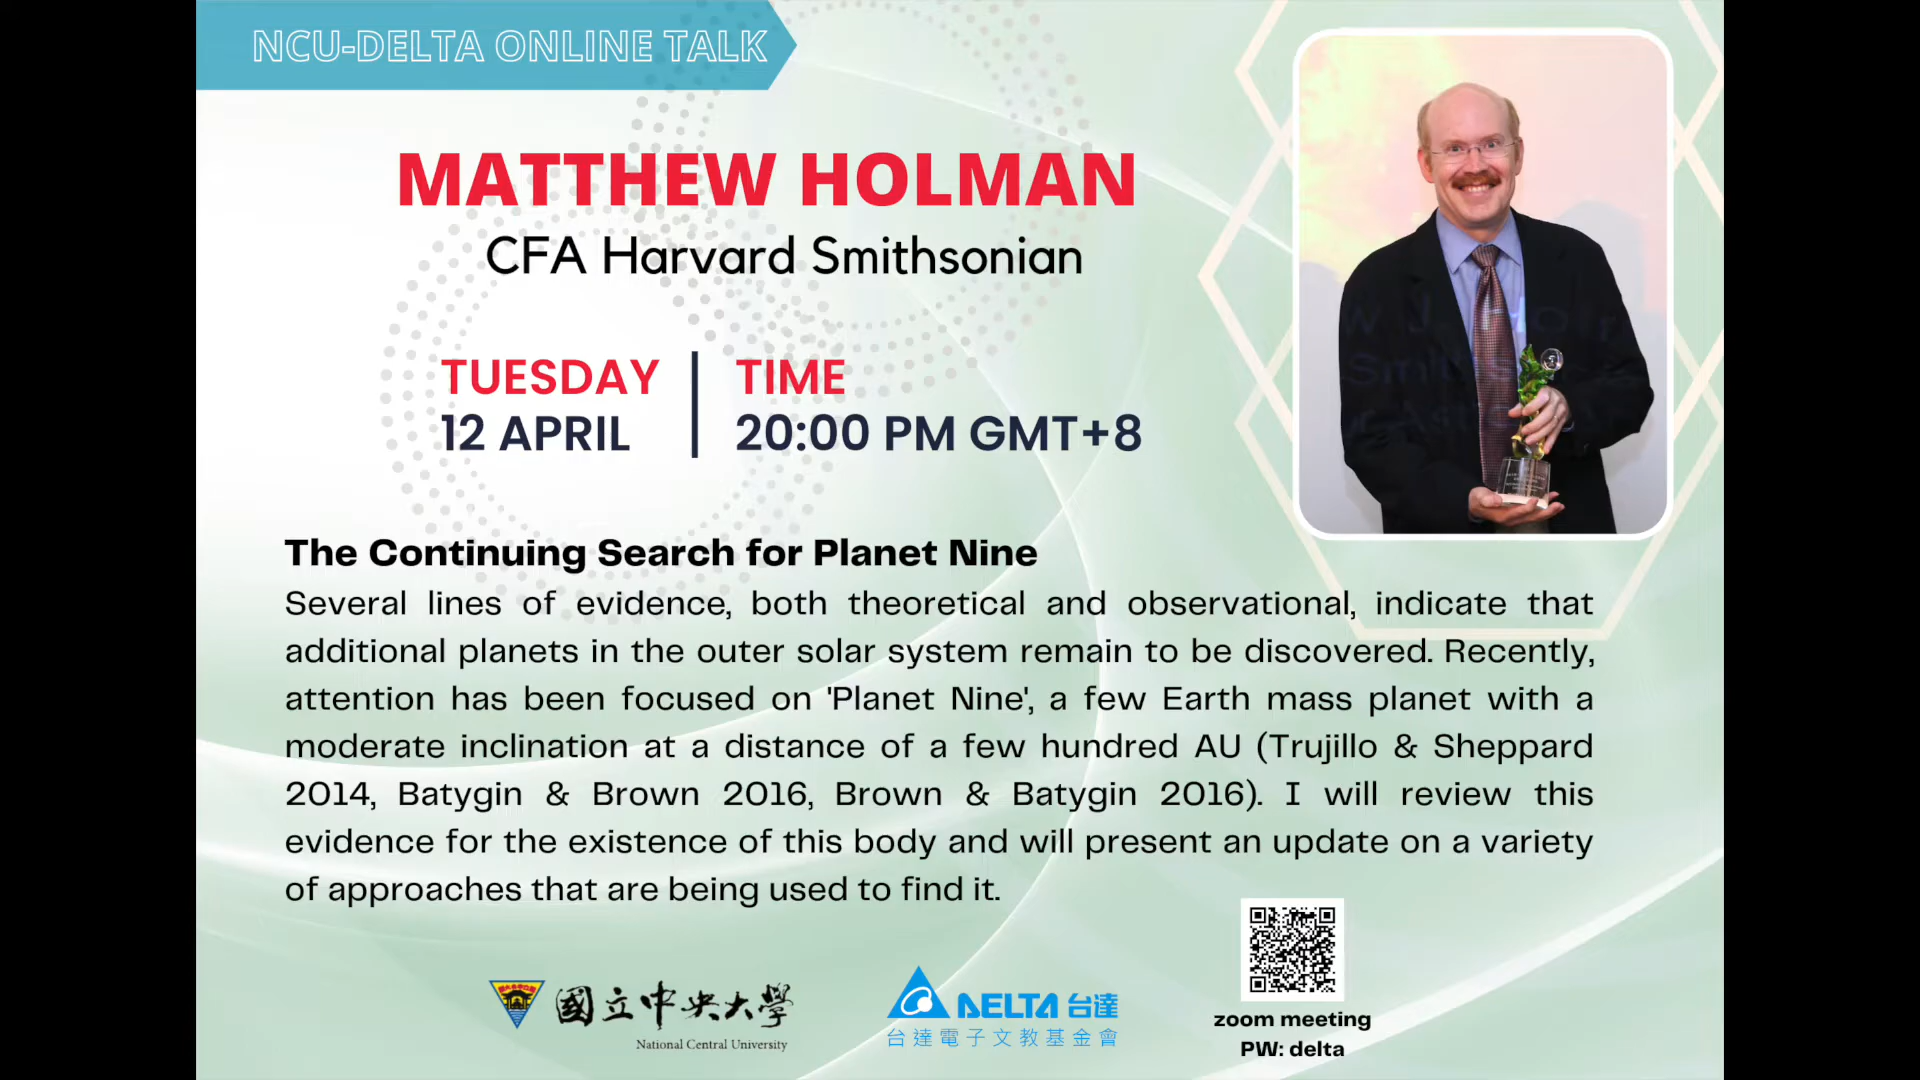 NCU-DELTA ONLINE TALK
MATTHEW HOLMAN
CFA Harvard Smithsonian
TUESDAY
12 APRIL
TIME
20:00 PM GMT+8
The Continuing Search for Planet Nine
Several lines of evidence, both theoretical and observational, indicate that
additional planets in the outer solar system remain to be discovered. Recently,
attention has been focused on 'Planet Nine', a few Earth mass planet with a
moderate inclination at a distance of a few hundred AU (Trujillo & Sheppard
2014, Batygin & Brown 2016, Brown & Batygin 2016). I will review this
evidence for the existence of this body and will present an update on a variety
of approaches that are being used to find it.
國立中央大學
National Central University
DELTA 台達
台達電子文教基金會
zoom meeting
PW: delta